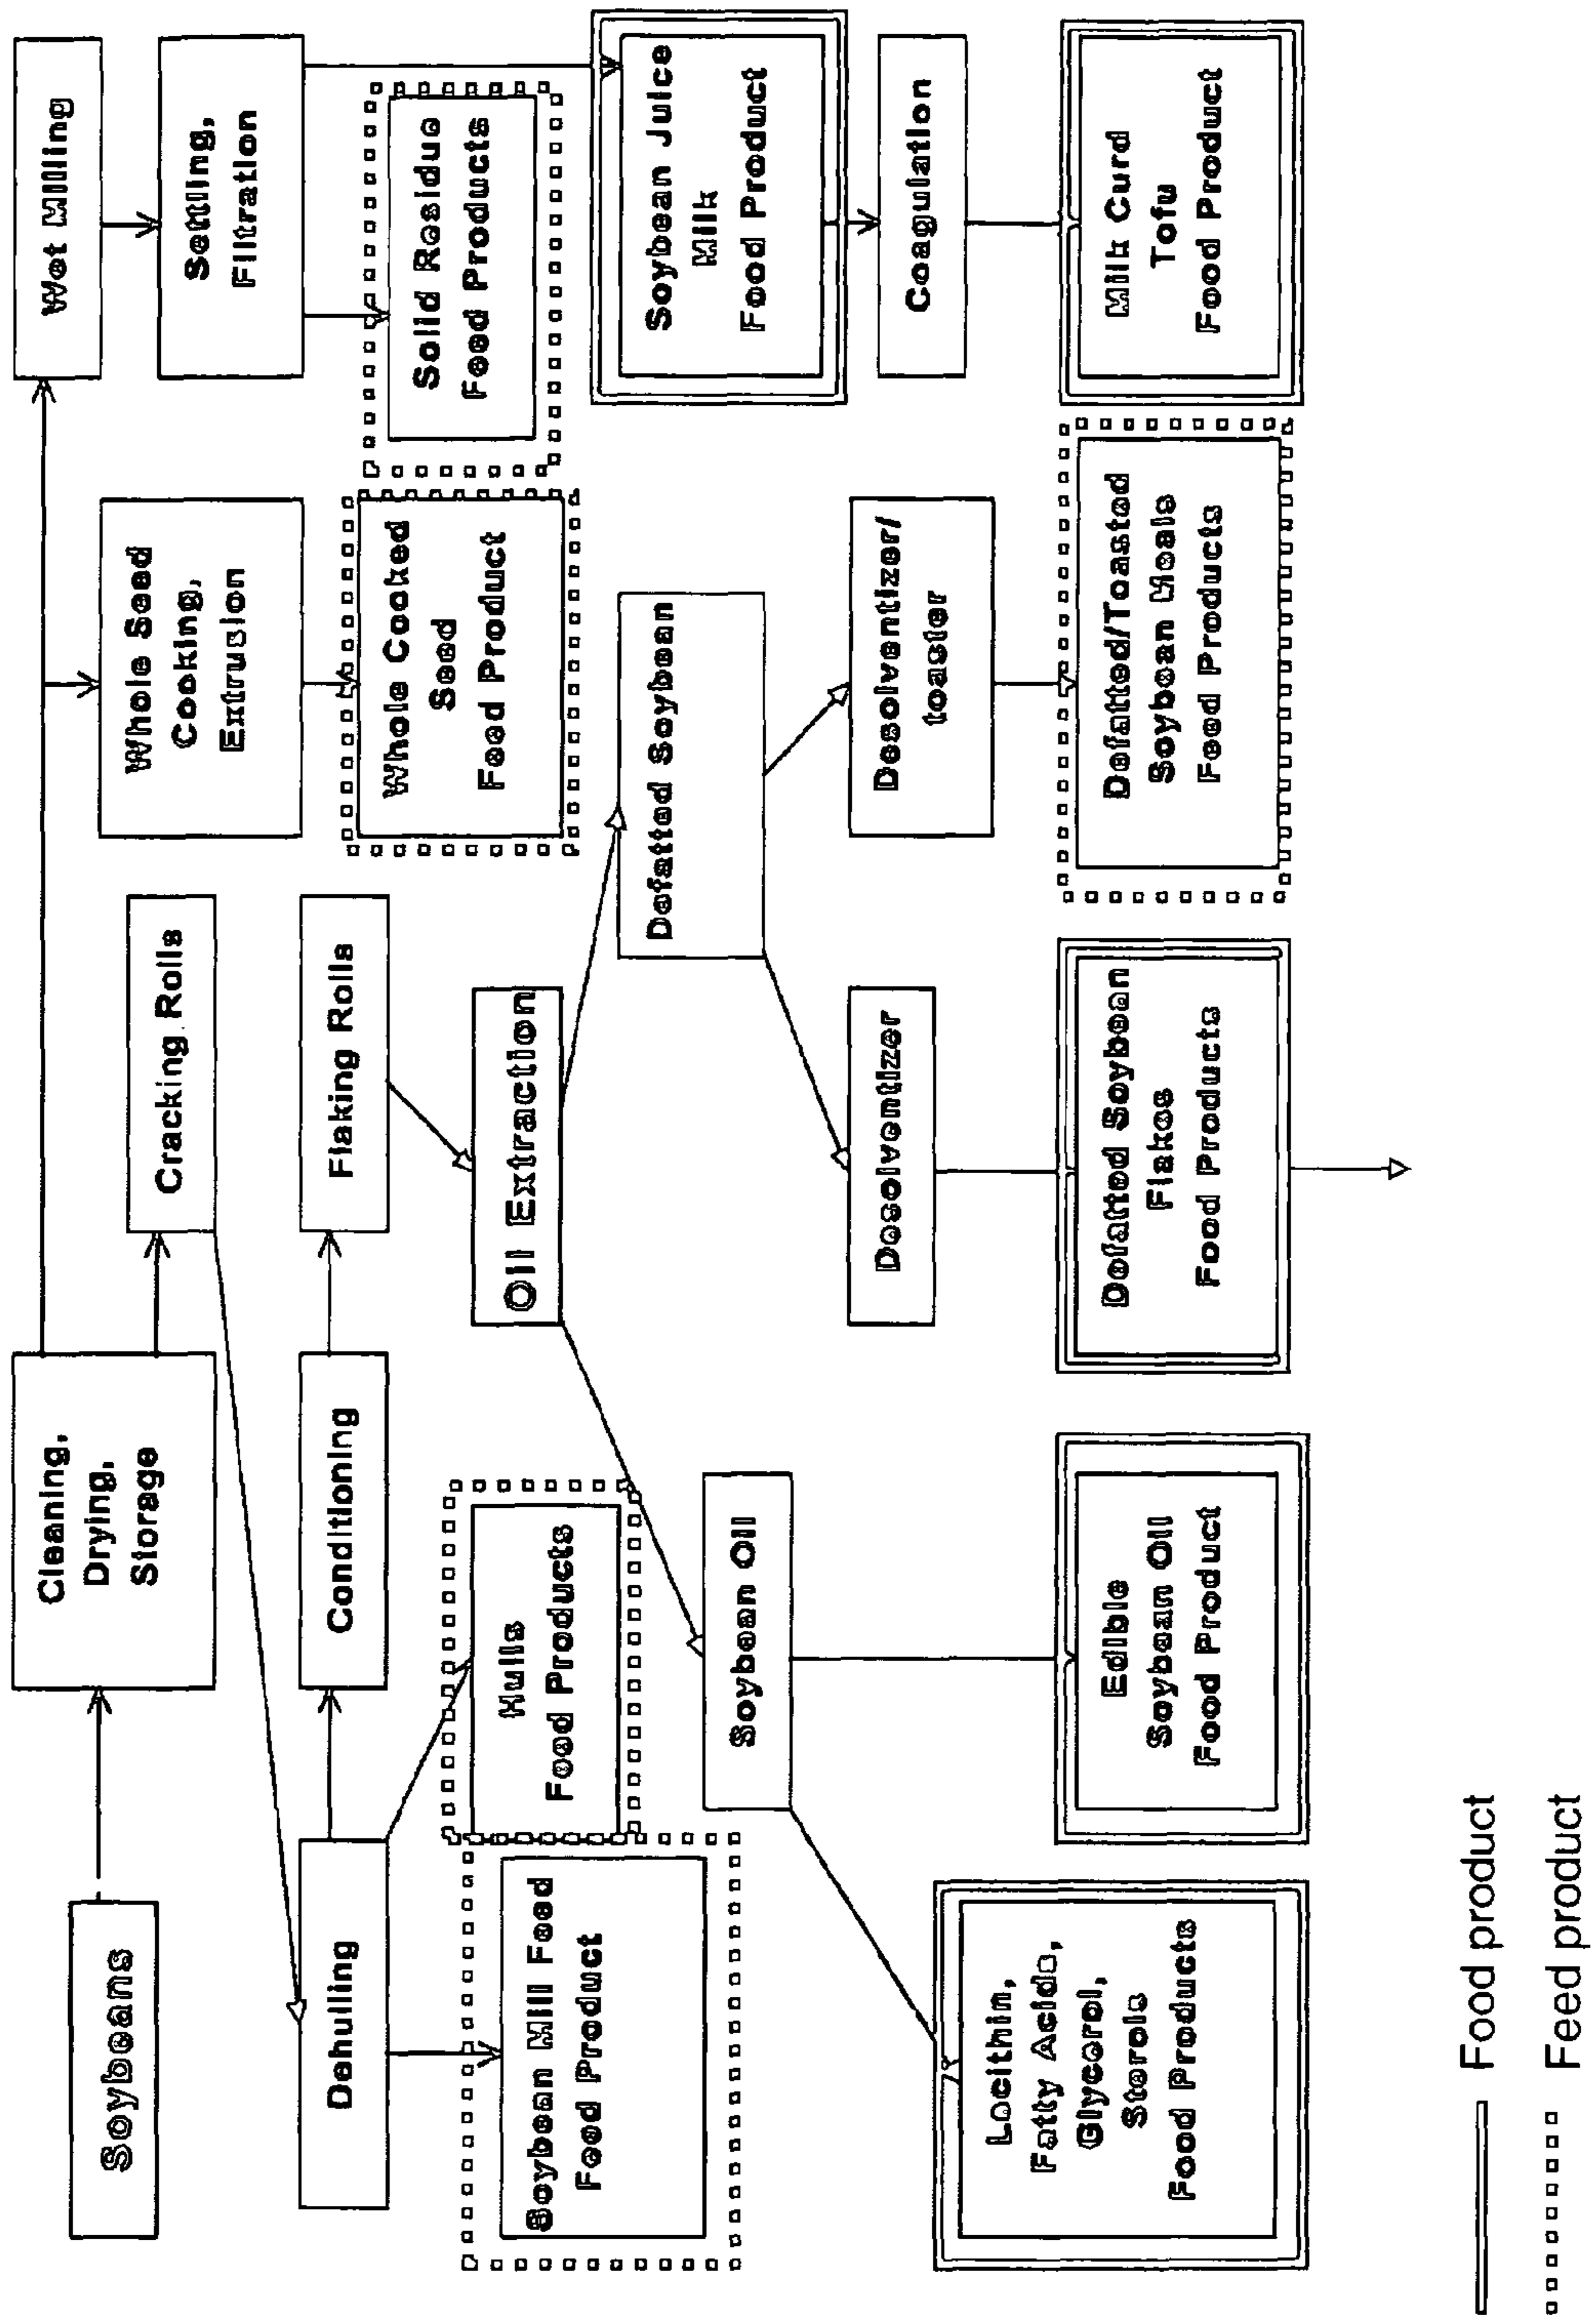 Soybeans
Cleaning,
Drying,
Storage
Cracking Rolls
Whole Seed
Cooking,
Extrusion
Wet Milling
Settling,
Filtration
Dehulling
Conditioning
Flaking Rolls
Whole Cooked
Seed
Feed Product
Solid Residue
Feed Products
Soybean Mill Feed
Feed Product
Hulls
Feed Products
Oil Extraction
Defatted Soybean
Soybean Juice
Milk
Food Product
Soybean Oil
Desolventizer
Desolventizer/
toaster
Coagulation
Lecithin,
Fatty Acids,
Glycerol,
Sterols
Food Products
Edible
Soybean Oil
Food Product
Defatted Soybean
Flakes
Food Products
Defatted/Toasted
Soybean Meals
Feed Products
Milk Curd
Tofu
Food Product
Food product
Feed product